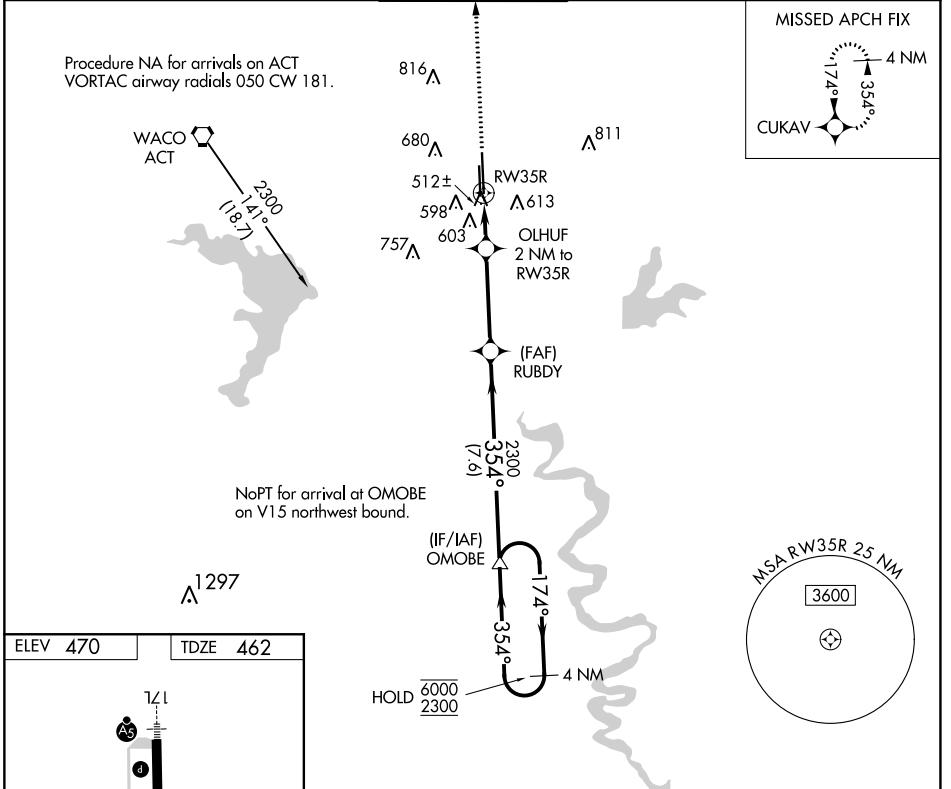 Procedure NA for arrivals on ACT
VORTAC airway radials 050 CW 181.
MISSED APCH FIX
4 NM
174°
354°
CUKAV
816
WACO
ACT
680
811
2300
141°
(18.7)
RW35R
512±
598
613
603
757
OLHUF
2 NM to
RW35R
(FAF)
RUBDY
2300
354°
(7.6)
NoPT for arrival at OMOBE
on V15 northwest bound.
(IF/IAF)
OMOBE
174°
354°
4 NM
HOLD 6000
2300
1297
MSA RW35R 25 NM
3600
ELEV 470
TDZE 462
17L
A5
P